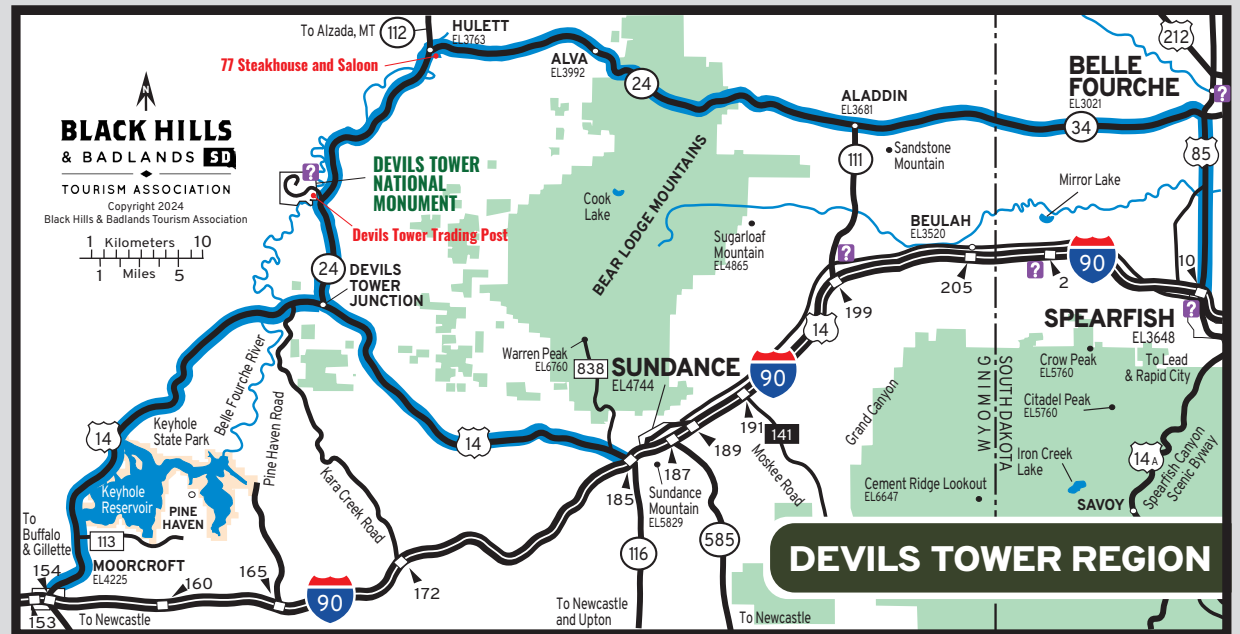 To Alzada, MT
112
HULETT
EL3763
77 Steakhouse and Saloon
ALVA
EL3992
24
212
BELLE
FOURCHE
EL3021
?
N
BLACK HILLS
& BADLANDS SD
TOURISM ASSOCIATION
Copyright 2024
Black Hills & Badlands Tourism Association
1 Kilometers 10
1 Miles 5
?
DEVILS TOWER
NATIONAL
MONUMENT
Devils Tower Trading Post
ALADDIN
EL3681
34
85
111
Sandstone
Mountain
BEAR LODGE MOUNTAINS
Cook
Lake
Mirror Lake
Sugarloaf
Mountain
EL4865
BEULAH
EL3520
?
?
90
205
2
10
?
24
DEVILS
TOWER
JUNCTION
199
14
SPEARFISH
EL3648
Warren Peak
EL6760
838
SUNDANCE
EL4744
90
Crow Peak
EL5760
To Lead
& Rapid City
WYOMING
SOUTH DAKOTA
Citadel Peak
EL5760
Grand Canyon
Belle Fourche River
Pine Haven Road
Keyhole
State Park
14
14
191
141
189
187
185
Moskee Road
Sundance
Mountain
EL5829
Iron Creek
Lake
14A
Spearfish Canyon
Scenic Byway
Cement Ridge Lookout
EL6647
SAVOY
Keyhole
Reservoir
PINE
HAVEN
Kara Creek Road
To
Buffalo
& Gillette
113
MOORCROFT
EL4225
154
153
160
165
172
90
To Newcastle
116
585
To Newcastle
and Upton
To Newcastle
DEVILS TOWER REGION